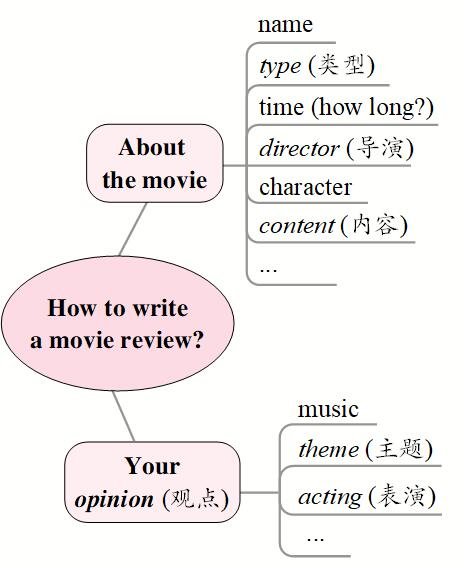 name
type (类型)
time (how long?)
About
the movie
director (导演)
character
content (内容)
...
How to write
a movie review?
Your
opinion (观点)
music
theme (主题)
acting (表演)
...